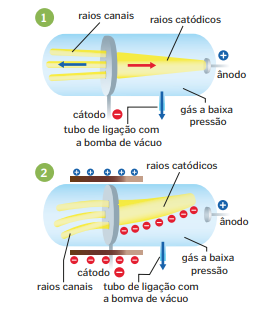 1
raios canais
raios catódicos
+
ânodo
cátodo −
gás a baixa
pressão
tubo de ligação com
a bomba de vácuo
2
raios catódicos
+ + + + +
+
ânodo
− − − − − − −
− − − − −
cátodo −
gás a baixa
pressão
raios canais
tubo de ligação com
a bomva de vácuo